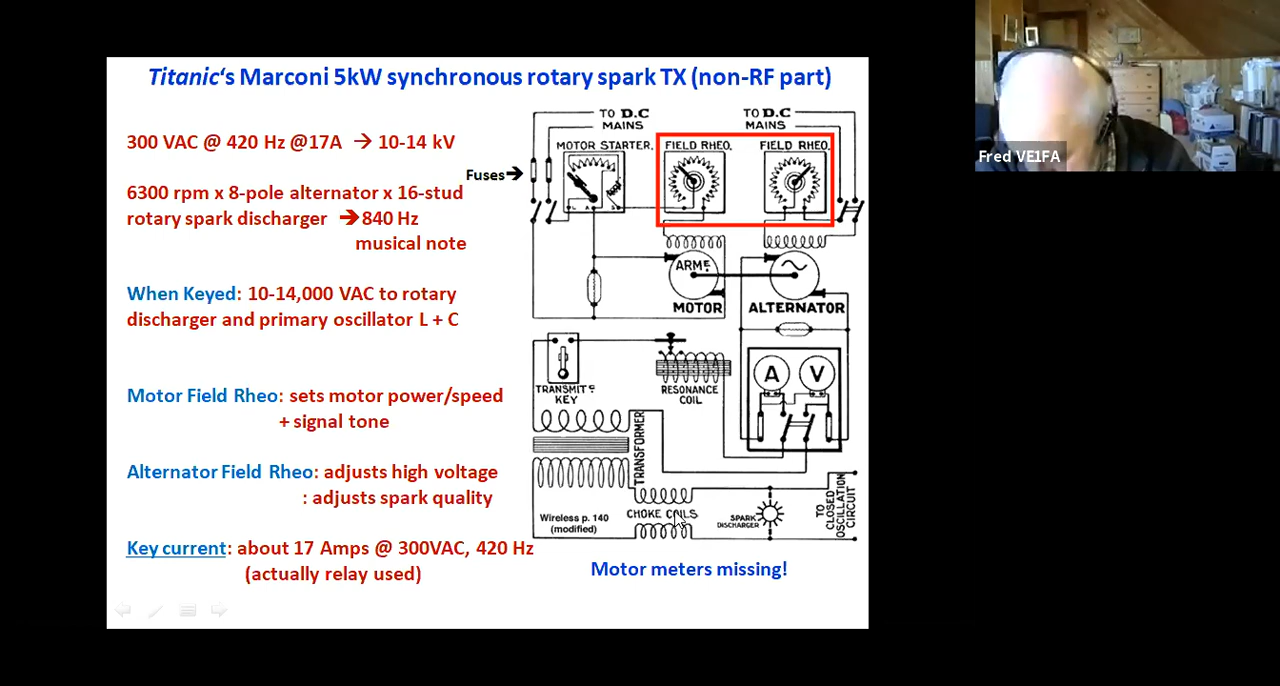 Titanic's Marconi 5kW synchronous rotary spark TX (non-RF part)
300 VAC @ 420 Hz @17A → 10-14 kV
6300 rpm x 8-pole alternator x 16-stud
rotary spark discharger → 840 Hz
musical note
When Keyed: 10-14,000 VAC to rotary
discharger and primary oscillator L + C
Motor Field Rheo: sets motor power/speed
+ signal tone
Alternator Field Rheo: adjusts high voltage
: adjusts spark quality
Key current: about 17 Amps @ 300VAC, 420 Hz
(actually relay used)
TO D.C
MAINS
TO D.C
MAINS
MOTOR STARTER.
FIELD RHEO.
FIELD RHEO.
Fuses→
L A S
ARME.
MOTOR
ALTERNATOR
TRANSMITE
KEY
RESONANCE
COIL
A
V
TRANSFORMER
CHOKE COILS
SPARK
DISCHARGER
TO
CLOSED
OSCILLATION
CIRCUIT
Wireless p. 140
(modified)
Motor meters missing!
Fred VE1FA